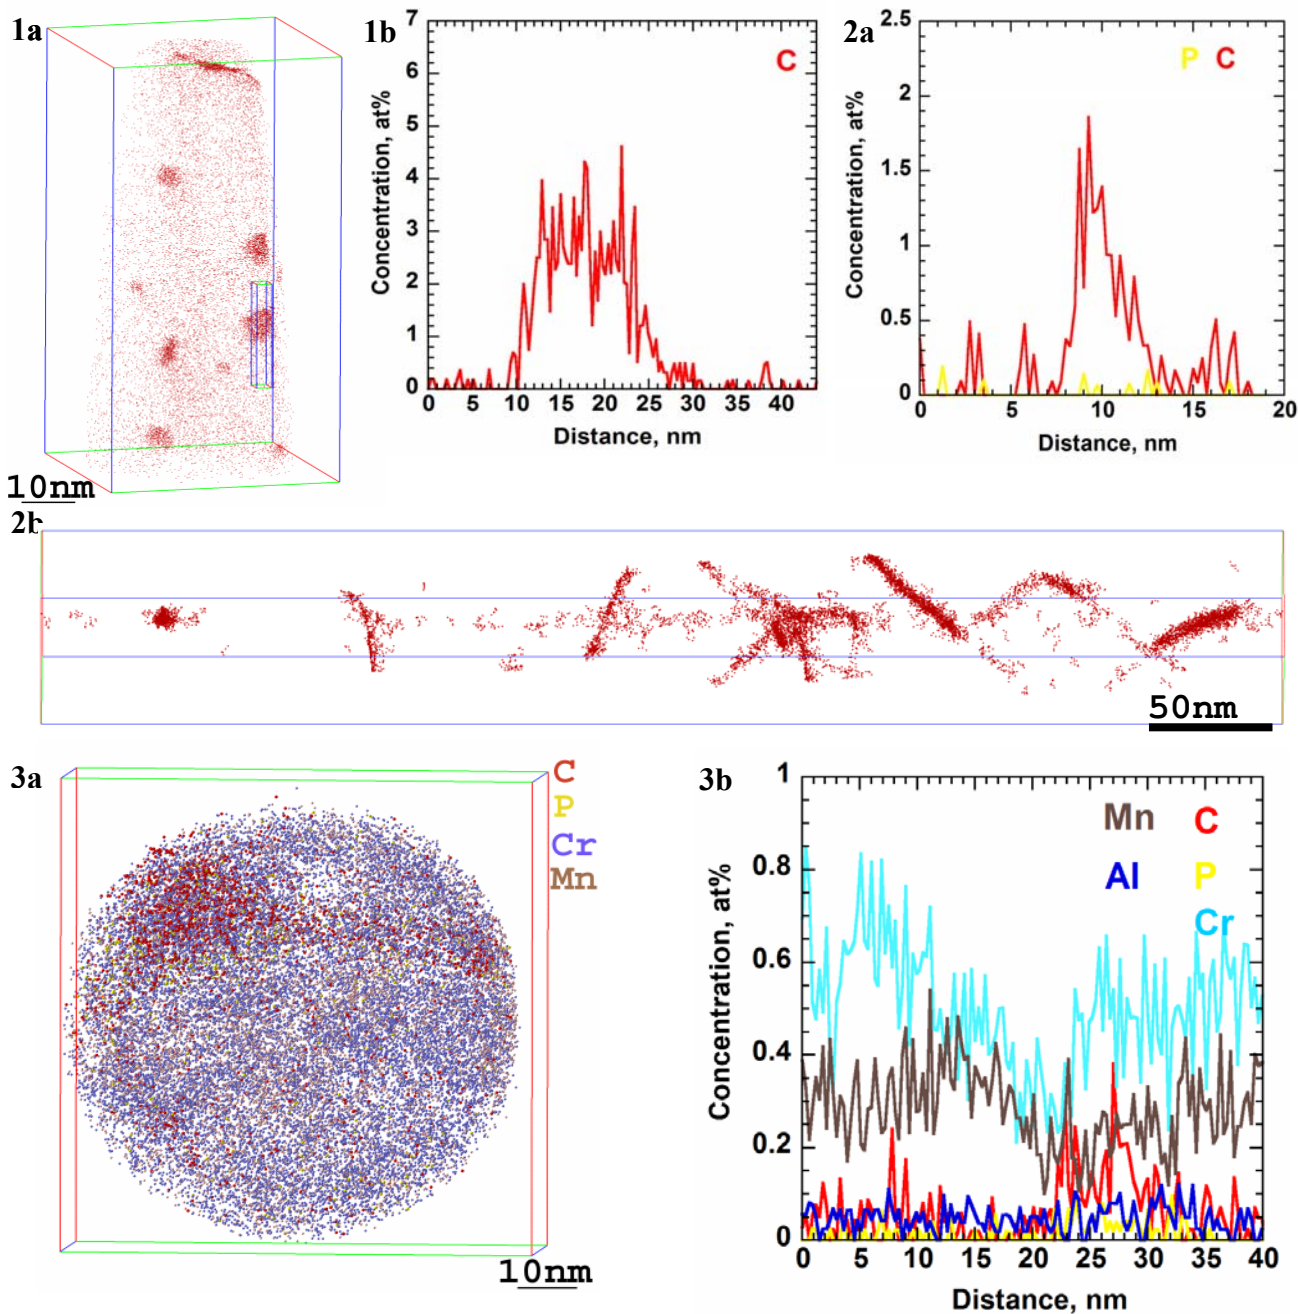 1a
10nm
1b
C
7
6
5
4
3
2
1
0
Concentration, at%
0 5 10 15 20 25 30 35 40
Distance, nm
2a
P C
2.5
2
1.5
1
0.5
0
Concentration, at%
0 5 10 15 20
Distance, nm
2b
50nm
3a
C
P
Cr
Mn
10nm
3b
Mn C
Al P
Cr
1
0.8
0.6
0.4
0.2
0
Concentration, at%
0 5 10 15 20 25 30 35 40
Distance, nm